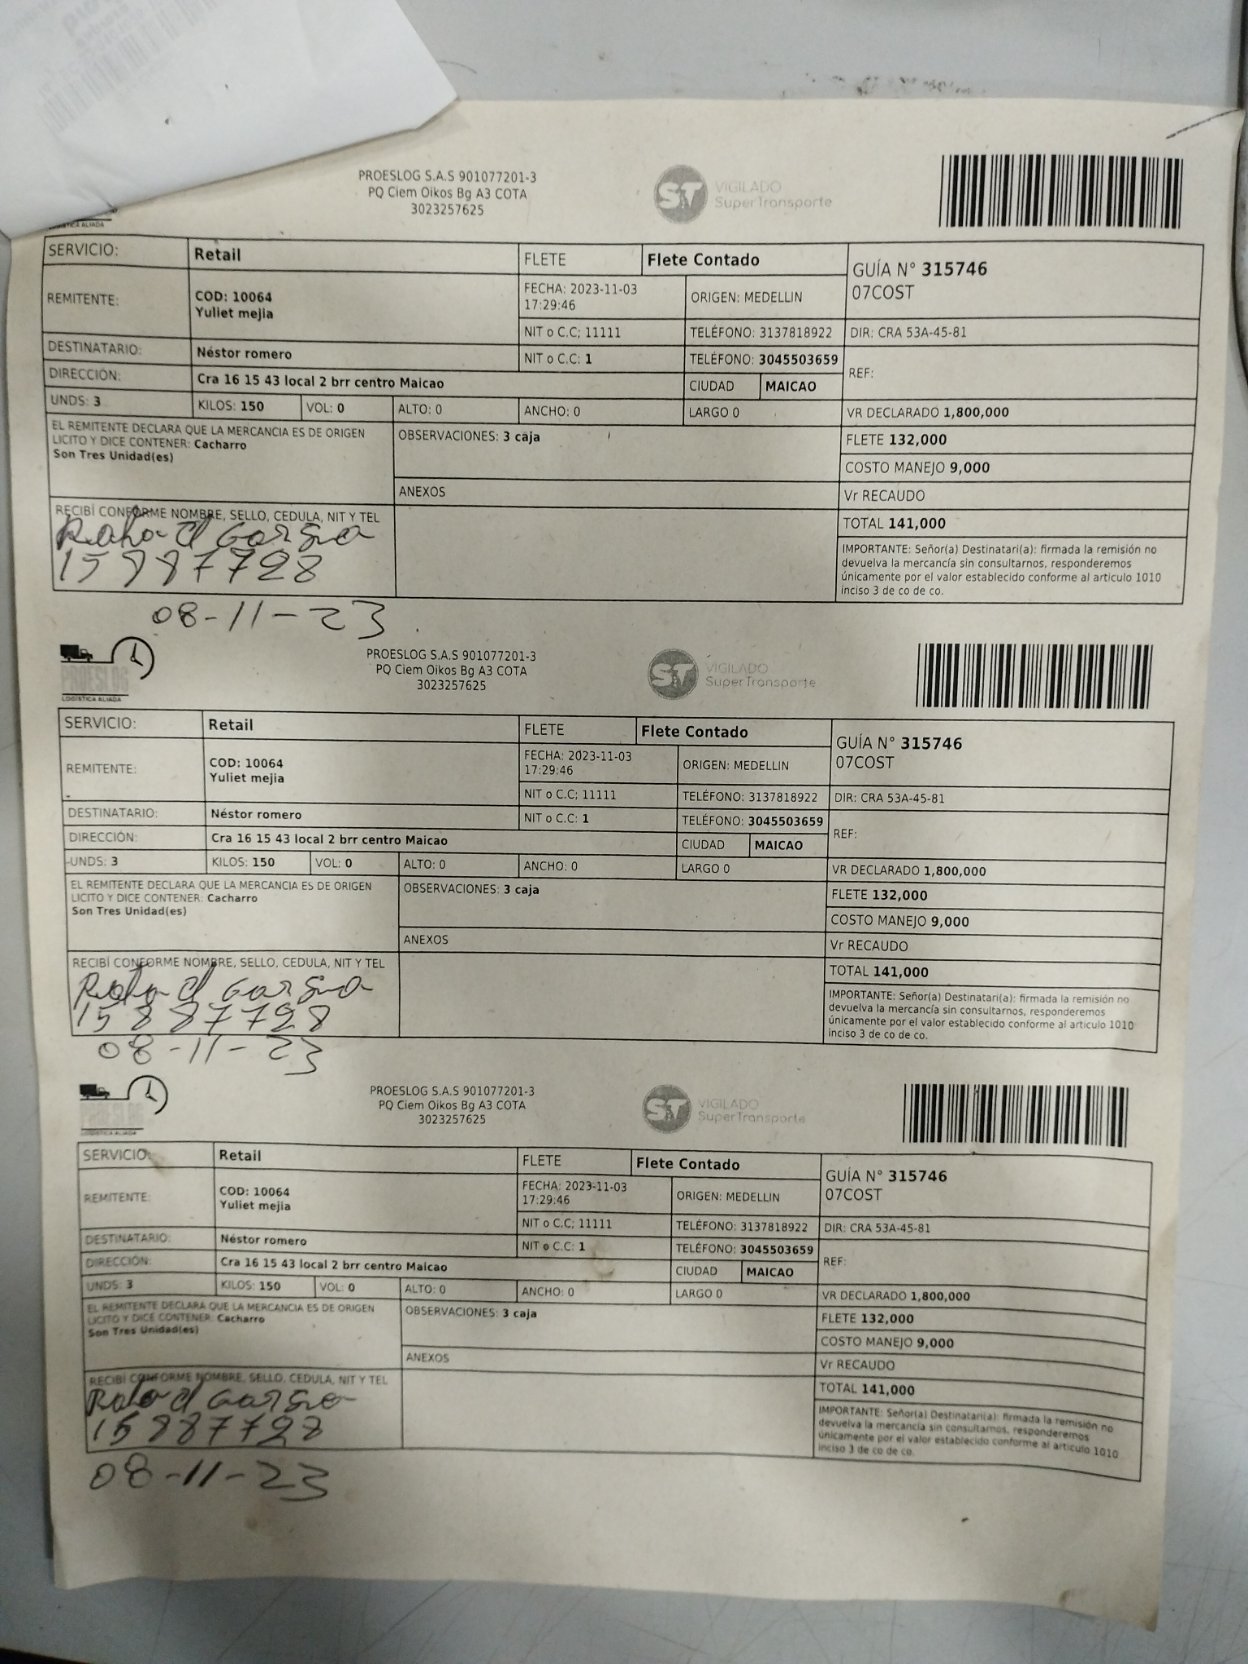 PROESLOG S.A.S 901077201-3
PQ Ciem Oikos Bg A3 COTA
3023257625
LOGÍSTICA ALIADA
ST VIGILADO
SuperTransporte
SERVICIO: Retail FLETE Flete Contado
GUÍA N° 315746
07COST
REMITENTE: COD: 10064
Yuliet mejia
FECHA: 2023-11-03
17:29:46
ORIGEN: MEDELLIN
NIT o C.C; 11111 TELÉFONO: 3137818922 DIR: CRA 53A-45-81
DESTINATARIO: Néstor romero NIT o C.C: 1 TELÉFONO: 3045503659
REF:
DIRECCIÓN: Cra 16 15 43 local 2 brr centro Maicao CIUDAD MAICAO
UNDS: 3 KILOS: 150 VOL: 0 ALTO: 0 ANCHO: 0 LARGO 0 VR DECLARADO 1,800,000
EL REMITENTE DECLARA QUE LA MERCANCIA ES DE ORIGEN
LICITO Y DICE CONTENER: Cacharro
Son Tres Unidad(es)
OBSERVACIONES: 3 caja
FLETE 132,000
COSTO MANEJO 9,000
ANEXOS
Vr RECAUDO
RECIBÍ CONFORME NOMBRE, SELLO, CEDULA, NIT Y TEL
TOTAL 141,000
IMPORTANTE: Señor(a) Destinatari(a): firmada la remisión no
devuelva la mercancía sin consultarnos, responderemos
únicamente por el valor establecido conforme al articulo 1010
inciso 3 de co de co.
08-11-23
PROESLOG
LOGÍSTICA ALIADA
PROESLOG S.A.S 901077201-3
PQ Ciem Oikos Bg A3 COTA
3023257625
ST VIGILADO
SuperTransporte
SERVICIO: Retail FLETE Flete Contado
GUÍA N° 315746
07COST
REMITENTE: COD: 10064
Yuliet mejia
FECHA: 2023-11-03
17:29:46
ORIGEN: MEDELLIN
NIT o C.C; 11111 TELÉFONO: 3137818922 DIR: CRA 53A-45-81
DESTINATARIO: Néstor romero NIT o C.C: 1 TELÉFONO: 3045503659
REF:
DIRECCIÓN: Cra 16 15 43 local 2 brr centro Maicao CIUDAD MAICAO
UNDS: 3 KILOS: 150 VOL: 0 ALTO: 0 ANCHO: 0 LARGO 0 VR DECLARADO 1,800,000
EL REMITENTE DECLARA QUE LA MERCANCIA ES DE ORIGEN
LICITO Y DICE CONTENER: Cacharro
Son Tres Unidad(es)
OBSERVACIONES: 3 caja
FLETE 132,000
COSTO MANEJO 9,000
ANEXOS
Vr RECAUDO
RECIBÍ CONFORME NOMBRE, SELLO, CEDULA, NIT Y TEL
TOTAL 141,000
IMPORTANTE: Señor(a) Destinatari(a): firmada la remisión no
devuelva la mercancía sin consultarnos, responderemos
únicamente por el valor establecido conforme al articulo 1010
inciso 3 de co de co.
08-11-23
PROESLOG
LOGÍSTICA ALIADA
PROESLOG S.A.S 901077201-3
PQ Ciem Oikos Bg A3 COTA
3023257625
ST VIGILADO
SuperTransporte
SERVICIO: Retail FLETE Flete Contado
GUÍA N° 315746
07COST
REMITENTE: COD: 10064
Yuliet mejia
FECHA: 2023-11-03
17:29:46
ORIGEN: MEDELLIN
NIT o C.C; 11111 TELÉFONO: 3137818922 DIR: CRA 53A-45-81
DESTINATARIO: Néstor romero NIT o C.C: 1 TELÉFONO: 3045503659
REF:
DIRECCIÓN: Cra 16 15 43 local 2 brr centro Maicao CIUDAD MAICAO
UNDS: 3 KILOS: 150 VOL: 0 ALTO: 0 ANCHO: 0 LARGO 0 VR DECLARADO 1,800,000
EL REMITENTE DECLARA QUE LA MERCANCIA ES DE ORIGEN
LICITO Y DICE CONTENER: Cacharro
Son Tres Unidad(es)
OBSERVACIONES: 3 caja
FLETE 132,000
COSTO MANEJO 9,000
ANEXOS
Vr RECAUDO
RECIBÍ CONFORME NOMBRE, SELLO, CEDULA, NIT Y TEL
TOTAL 141,000
IMPORTANTE: Señor(a) Destinatari(a): firmada la remisión no
devuelva la mercancía sin consultarnos, responderemos
únicamente por el valor establecido conforme al articulo 1010
inciso 3 de co de co.
08-11-23